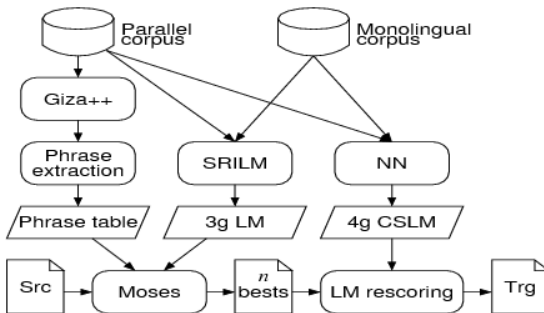 Parallel
corpus
Monolingual
corpus
Giza++
Phrase
extraction
SRILM
NN
Phrase table
3g LM
4g CSLM
Src
Moses
n
bests
LM rescoring
Trg